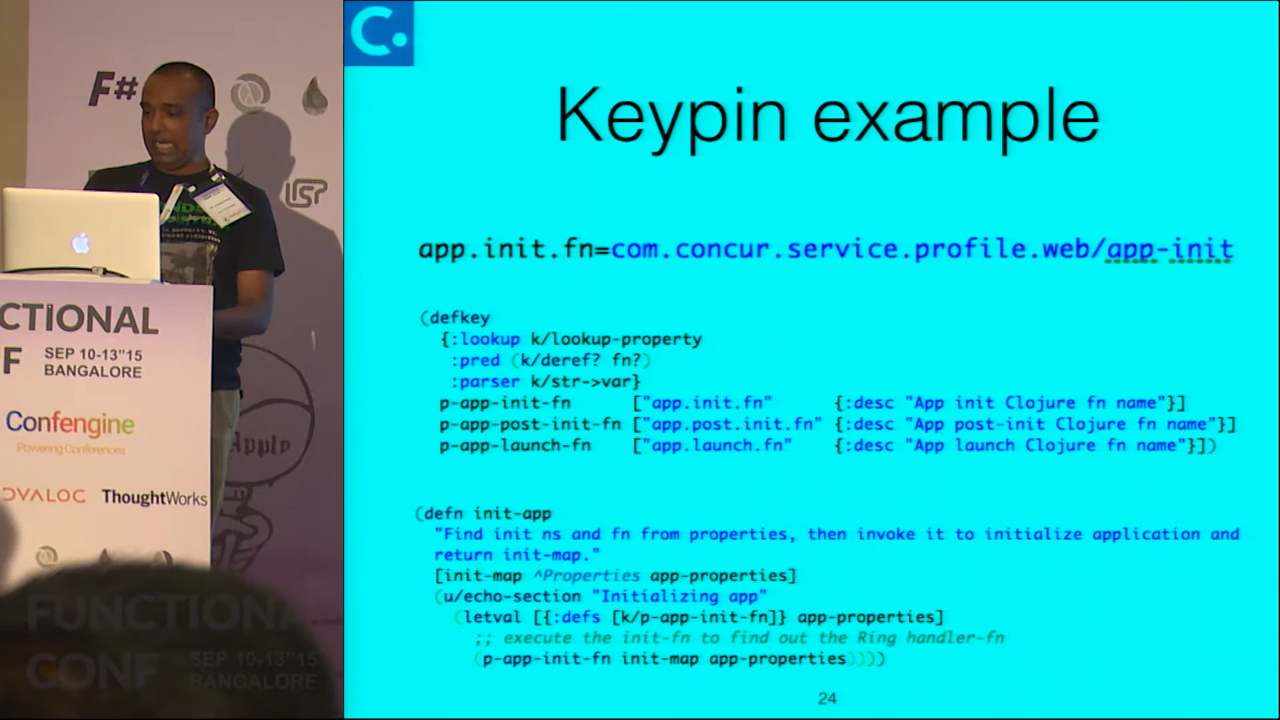 F#
LISP
CTIONAL
F SEP 10-13"15
BANGALORE
Confengine
Powering Conferences
OVALOC ThoughtWorks
Apply
FUNCTIONAL
CONF SEP 10-13"15
BANGALORE
C.
Keypin example
app.init.fn=com.concur.service.profile.web/app-init
(defkey
{:lookup k/lookup-property
:pred (k/deref? fn?)
:parser k/str->var}
p-app-init-fn ["app.init.fn" {:desc "App init Clojure fn name"}]
p-app-post-init-fn ["app.post.init.fn" {:desc "App post-init Clojure fn name"}]
p-app-launch-fn ["app.launch.fn" {:desc "App launch Clojure fn name"}])
(defn init-app
"Find init ns and fn from properties, then invoke it to initialize application and
return init-map."
[init-map ^Properties app-properties]
(u/echo-section "Initializing app"
(letval [{:defs [k/p-app-init-fn]} app-properties]
;; execute the init-fn to find out the Ring handler-fn
(p-app-init-fn init-map app-properties))))
24